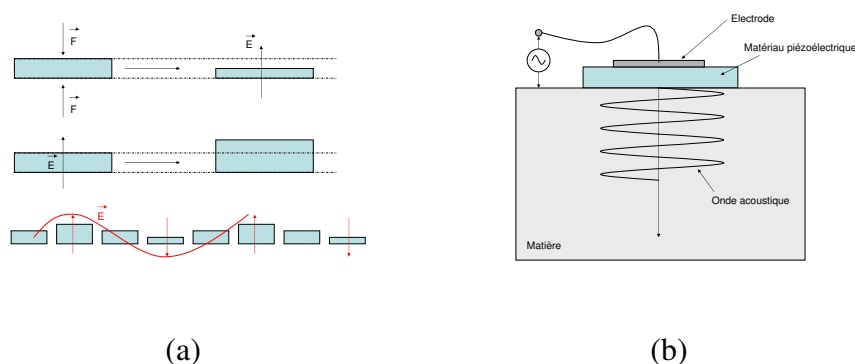 F
E
F
E
E
(a)
Electrode
Matériau piézoélectrique
Onde acoustique
Matière
(b)